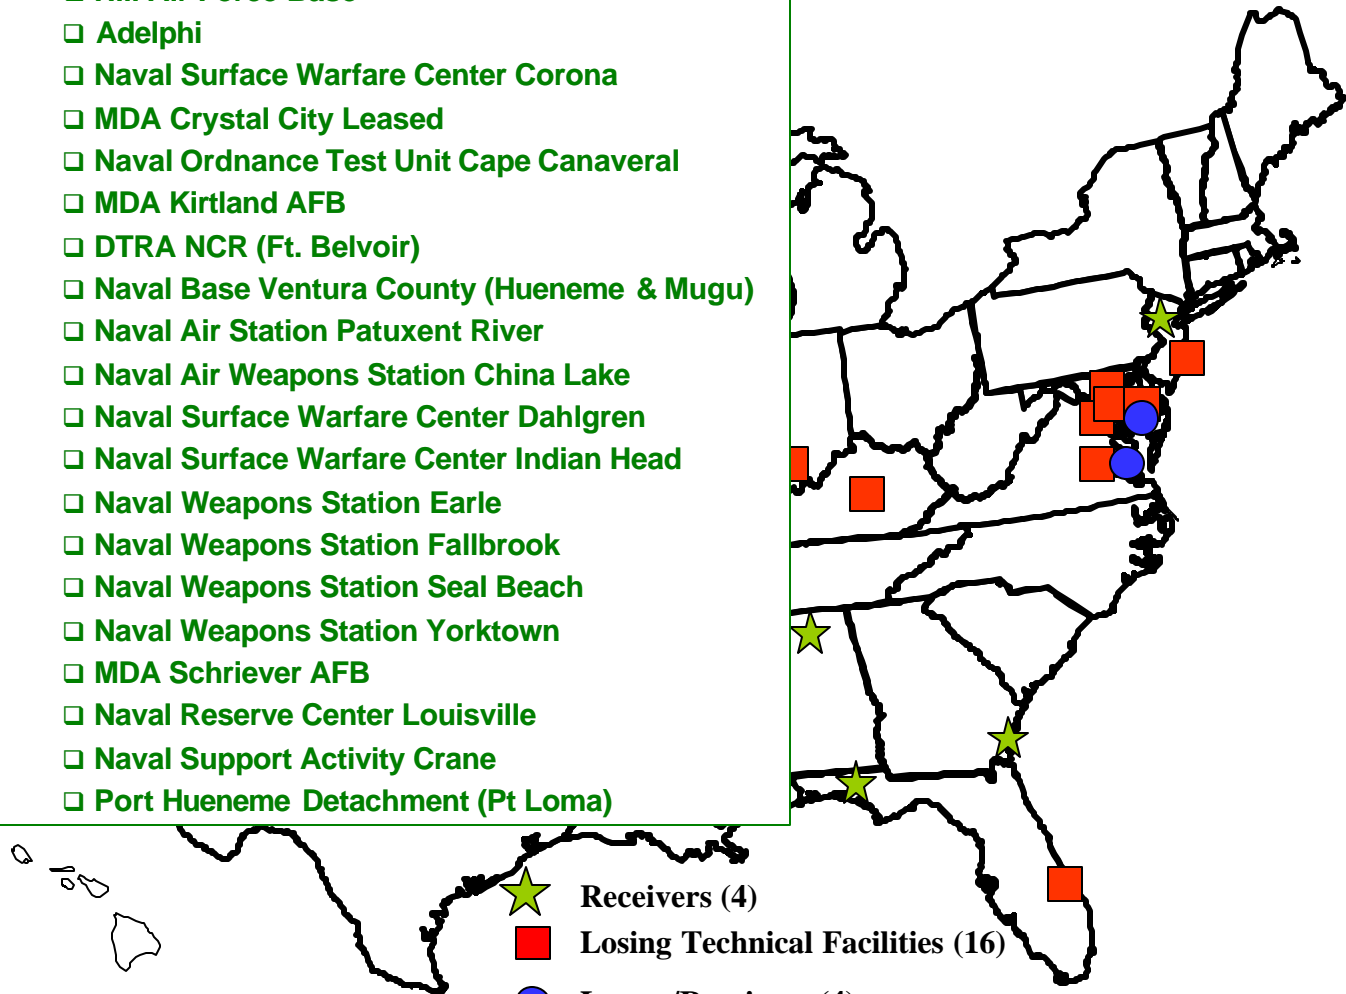 ❑ Adelphi
❑ Naval Surface Warfare Center Corona
❑ MDA Crystal City Leased
❑ Naval Ordnance Test Unit Cape Canaveral
❑ MDA Kirtland AFB
❑ DTRA NCR (Ft. Belvoir)
❑ Naval Base Ventura County (Hueneme & Mugu)
❑ Naval Air Station Patuxent River
❑ Naval Air Weapons Station China Lake
❑ Naval Surface Warfare Center Dahlgren
❑ Naval Surface Warfare Center Indian Head
❑ Naval Weapons Station Earle
❑ Naval Weapons Station Fallbrook
❑ Naval Weapons Station Seal Beach
❑ Naval Weapons Station Yorktown
❑ MDA Schriever AFB
❑ Naval Reserve Center Louisville
❑ Naval Support Activity Crane
❑ Port Hueneme Detachment (Pt Loma)
Receivers (4)
Losing Technical Facilities (16)